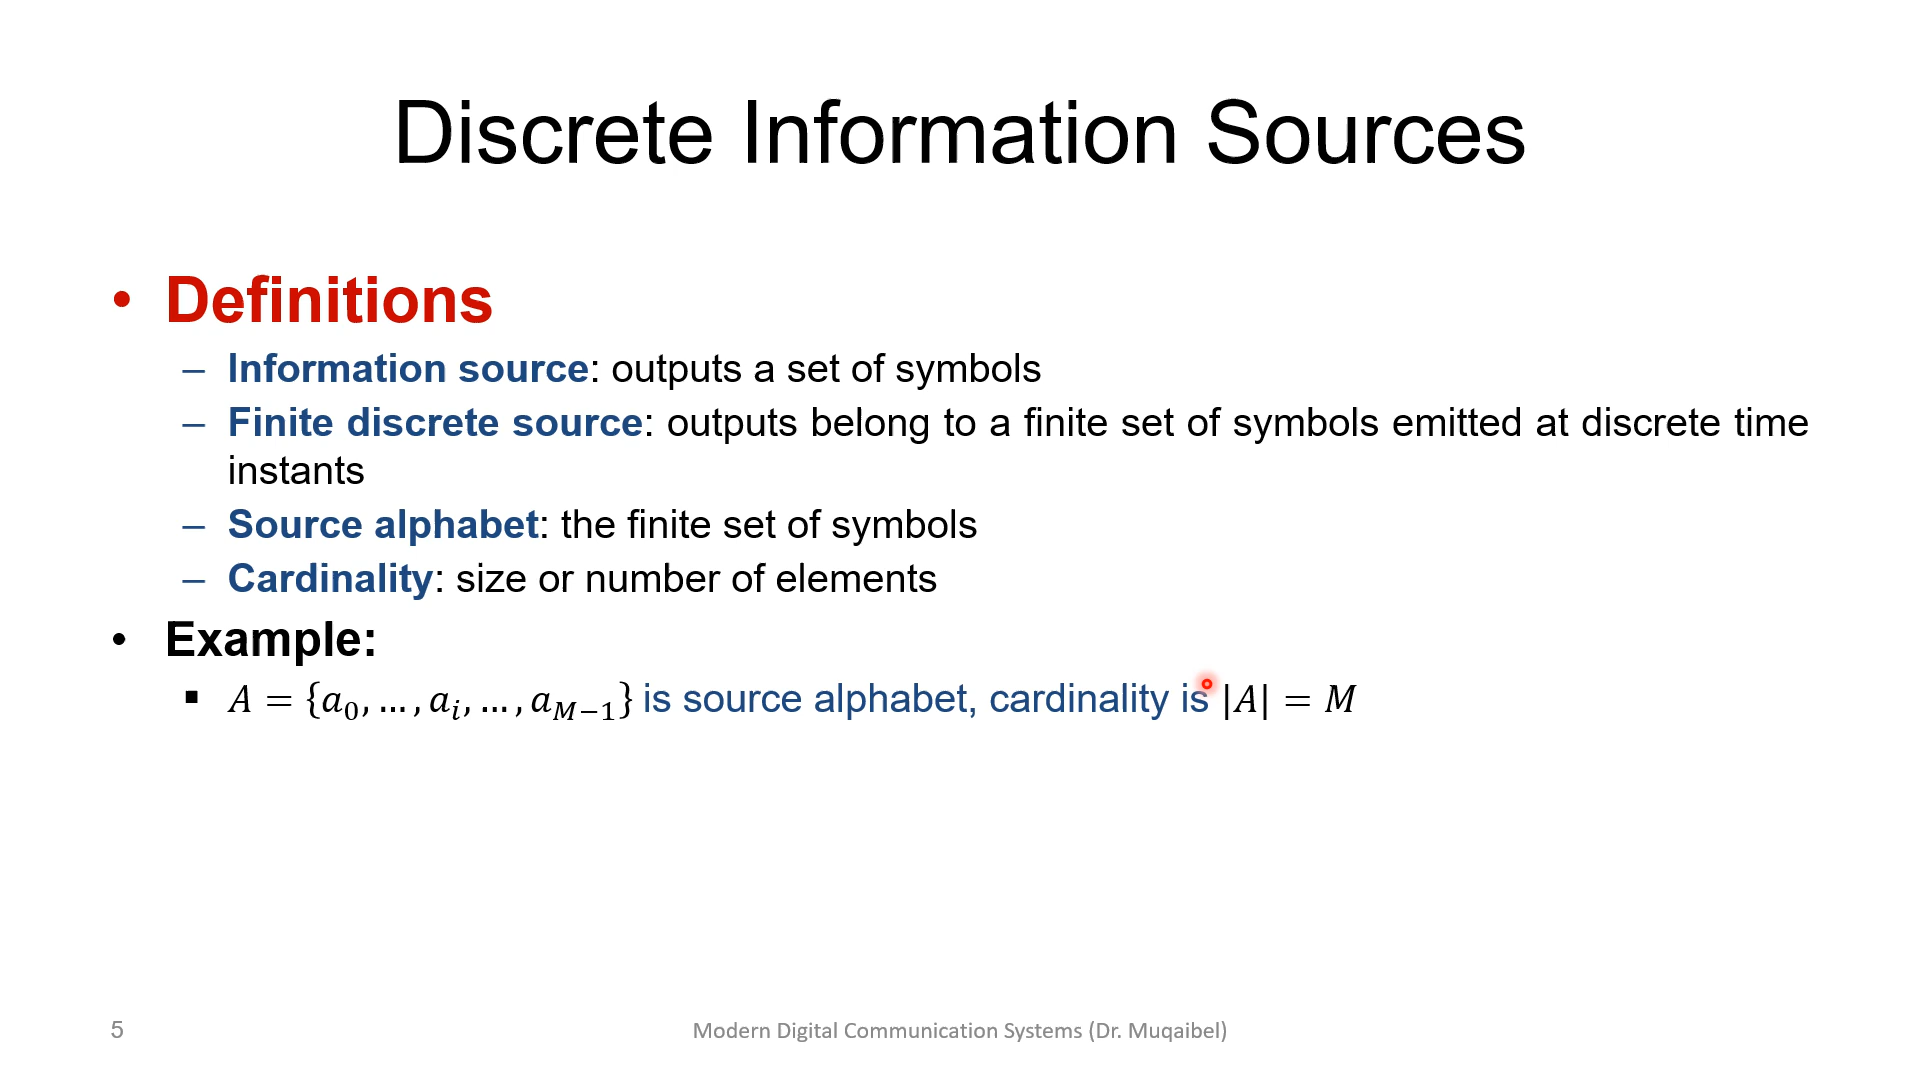 Discrete Information Sources
• Definitions
– Information source: outputs a set of symbols
– Finite discrete source: outputs belong to a finite set of symbols emitted at discrete time
instants
– Source alphabet: the finite set of symbols
– Cardinality: size or number of elements
• Example:
▪ A = {a₀, … , aᵢ, … , a_{M−1}} is source alphabet, cardinality is |A| = M
5
Modern Digital Communication Systems (Dr. Muqaibel)